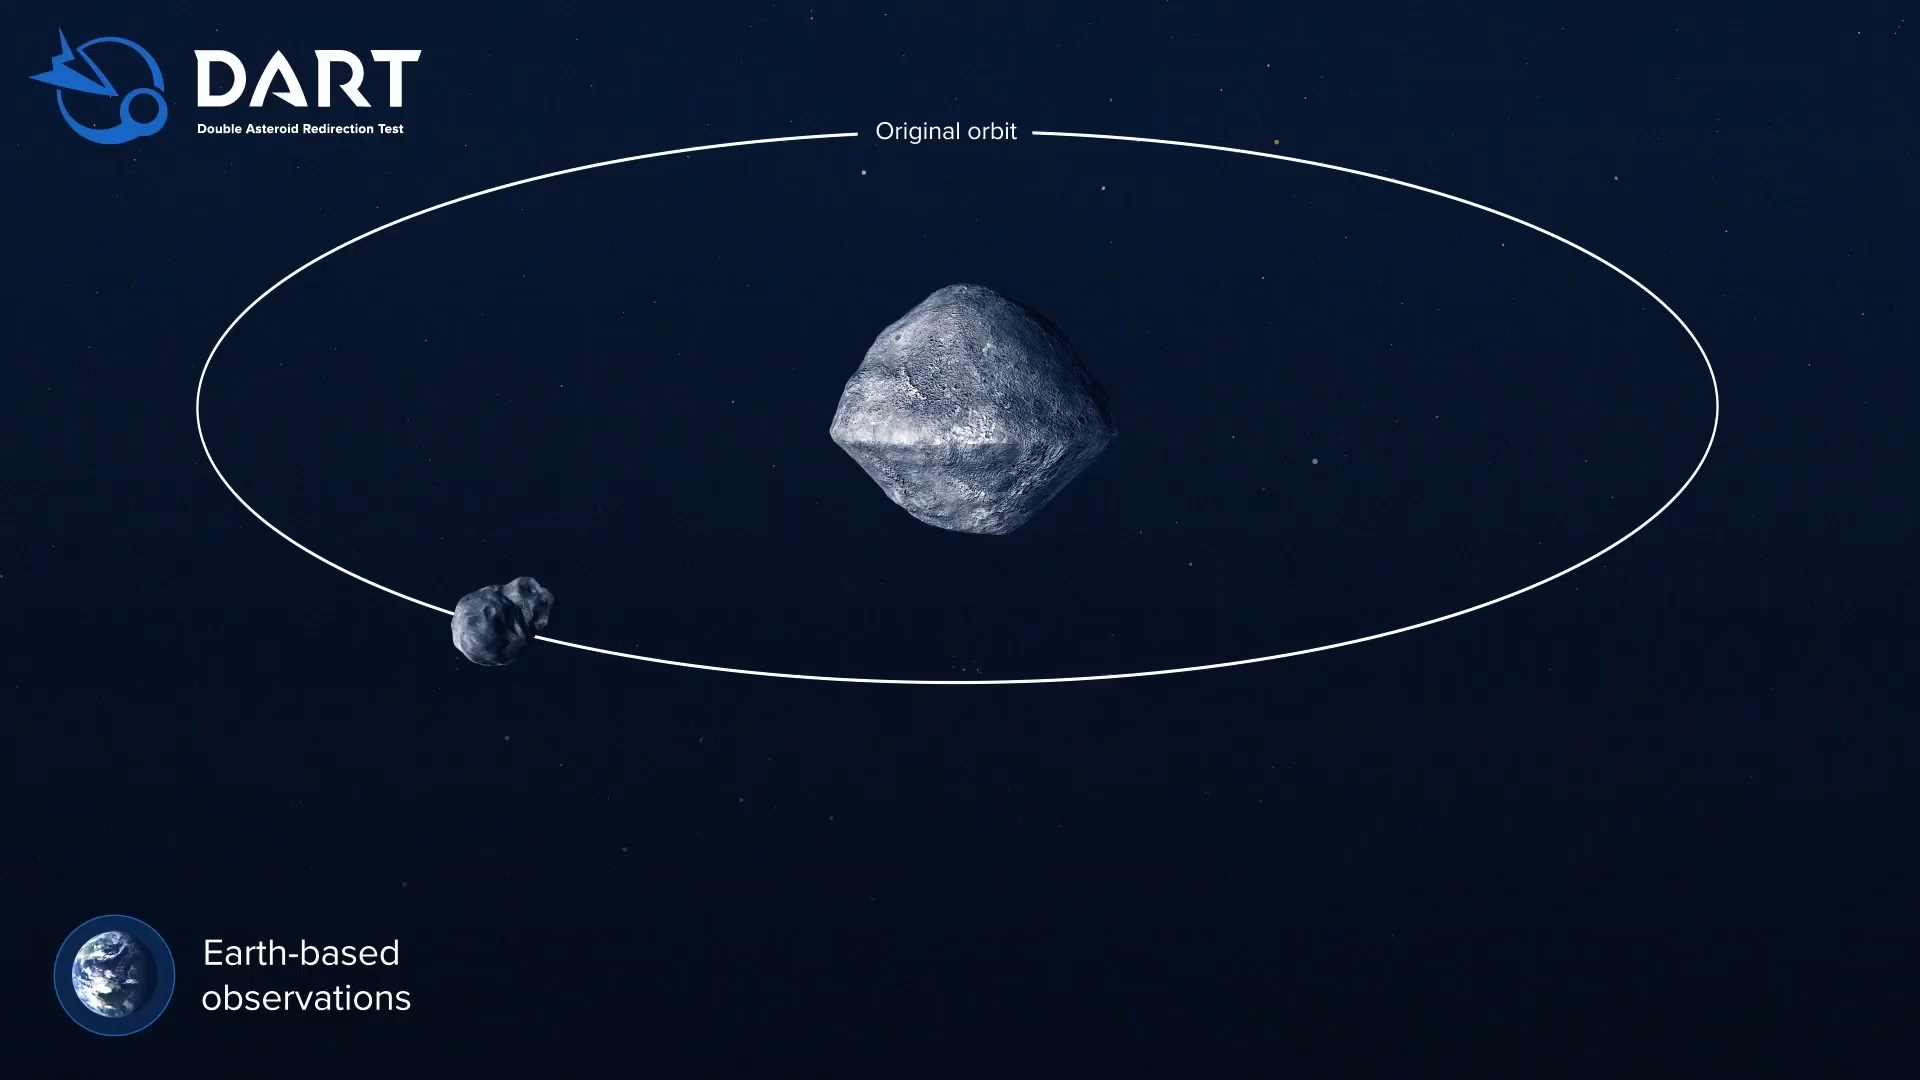 DART
Double Asteroid Redirection Test
Original orbit
Earth-based
observations